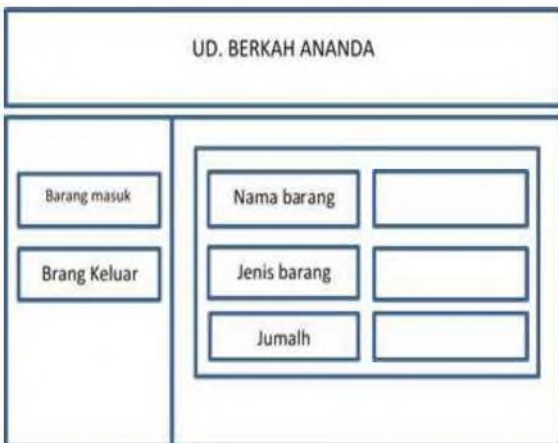 UD. BERKAH ANANDA
Barang masuk
Brang Keluar
Nama barang
Jenis barang
Jumalh